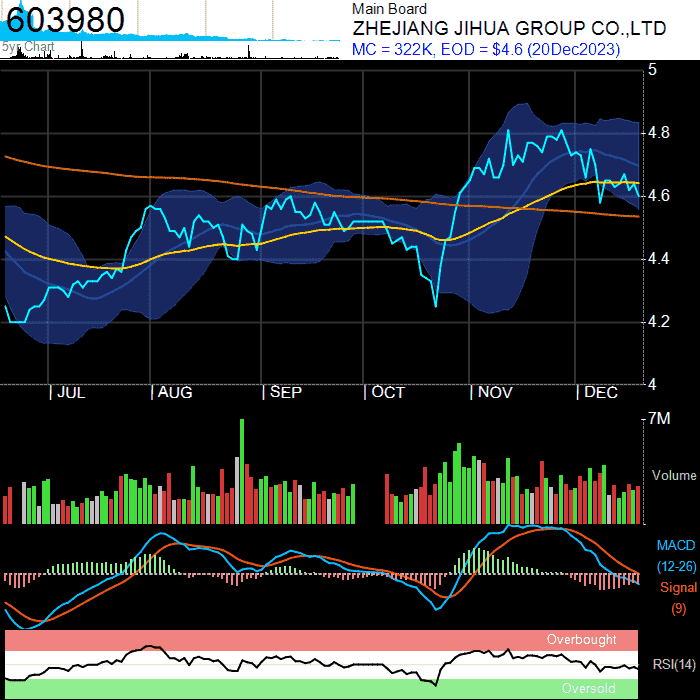 603980
5yr Chart
Main Board
ZHEJIANG JIHUA GROUP CO.,LTD
MC = 322K, EOD = $4.6 (20Dec2023)
5
4.8
4.6
4.4
4.2
4
| JUL | AUG | SEP | OCT | NOV | DEC
-7M
Volume
MACD
(12-26)
Signal
(9)
Overbought
RSI(14)
Oversold